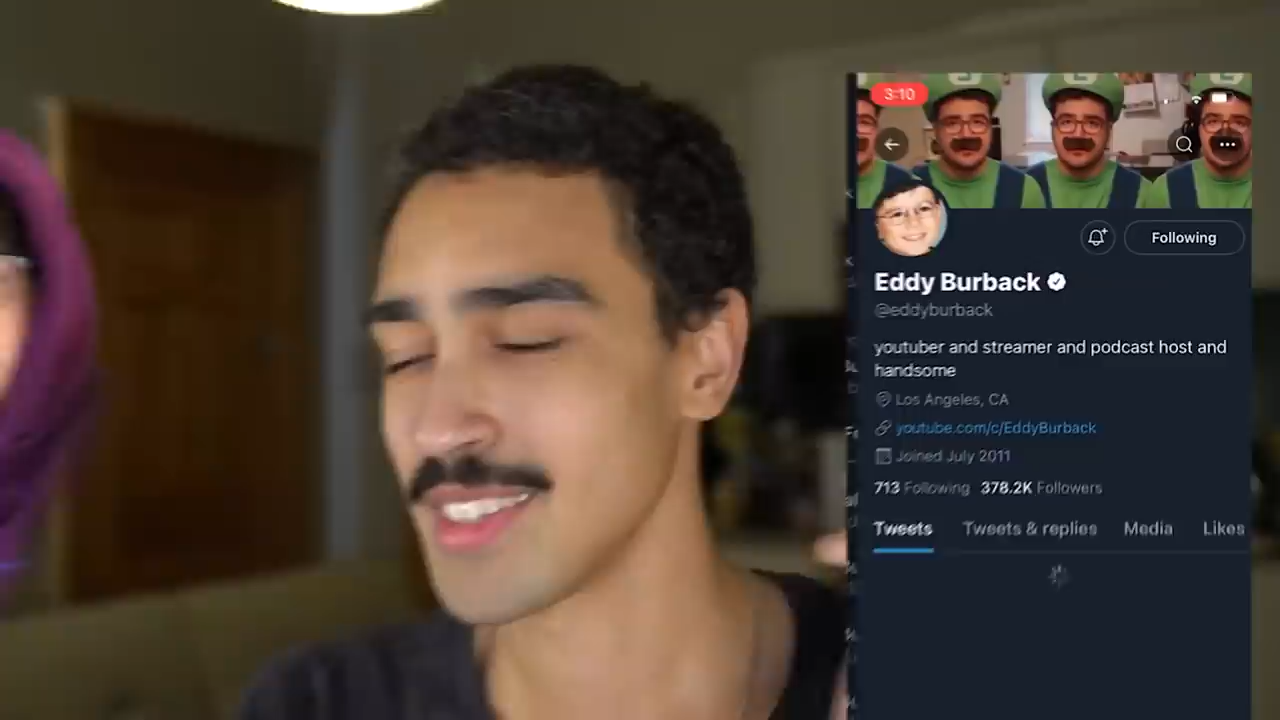 3:10
Following
Eddy Burback
@eddyburback
youtuber and streamer and podcast host and
handsome
Los Angeles, CA
youtube.com/c/EddyBurback
Joined July 2011
713 Following 378.2K Followers
Tweets Tweets & replies Media Likes